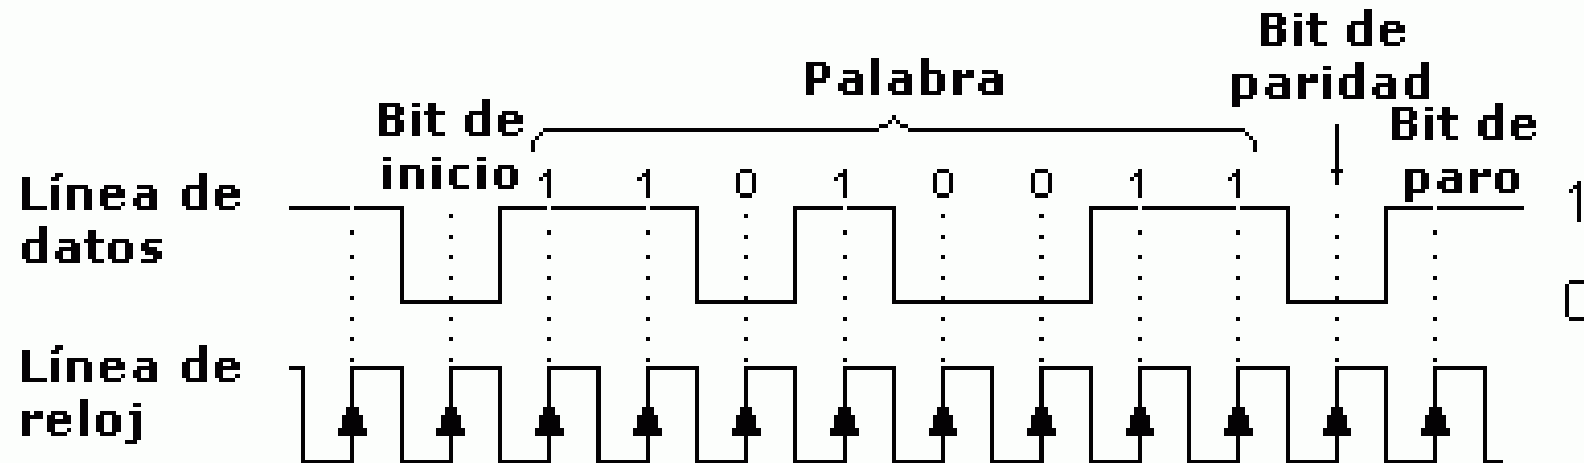 Bit de
paridad
Palabra
Bit de
inicio
Bit de
paro
1 1 0 1 0 0 1 1
Línea de
datos
1
0
Línea de
reloj